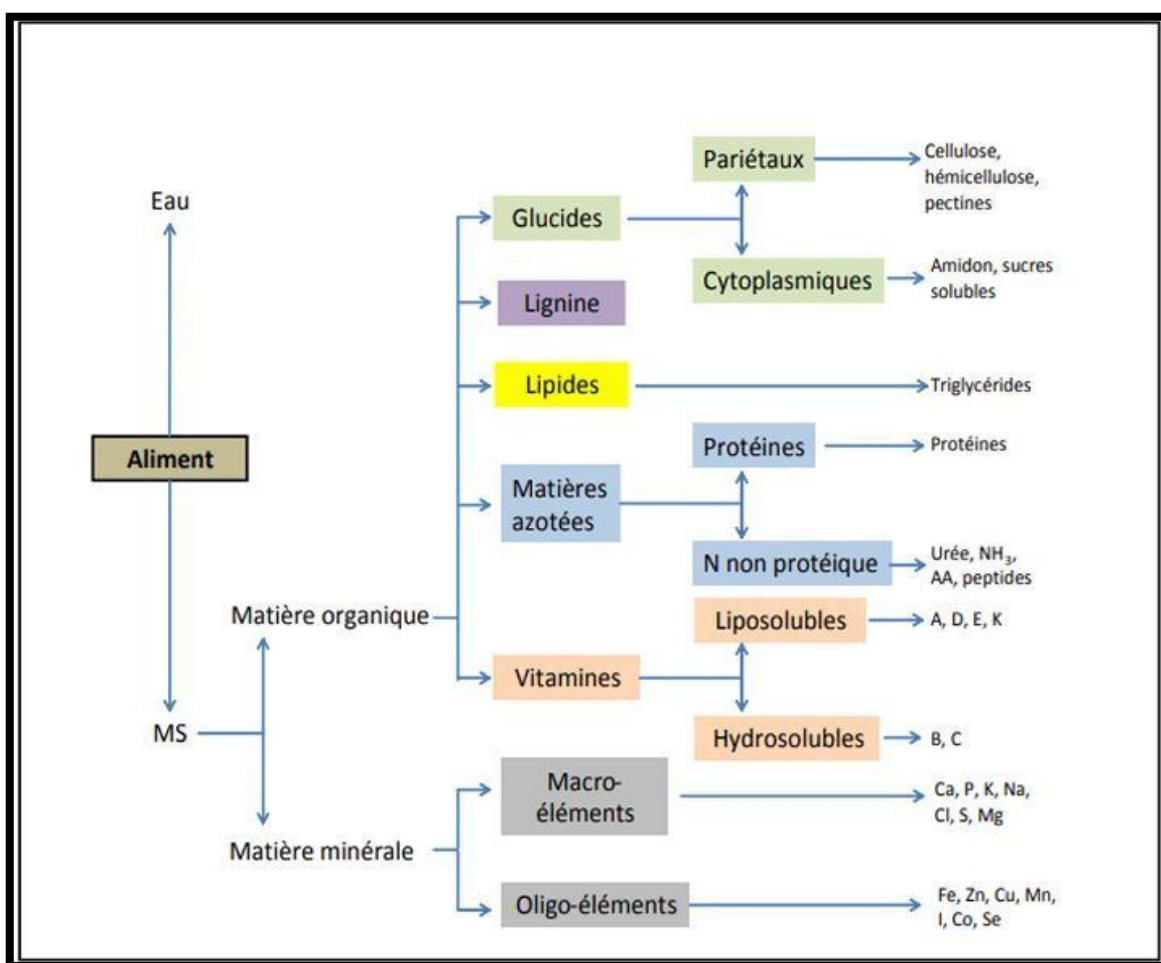 Eau
Aliment
MS
Matière organique
Matière minérale
Glucides
Pariétaux
Cellulose,
hémicellulose,
pectines
Cytoplasmiques
Amidon, sucres
solubles
Lignine
Lipides
Triglycérides
Matières
azotées
Protéines
Protéines
N non protéique
Urée, NH₃,
AA, peptides
Vitamines
Liposolubles
A, D, E, K
Hydrosolubles
B, C
Macro-
éléments
Ca, P, K, Na,
Cl, S, Mg
Oligo-éléments
Fe, Zn, Cu, Mn,
I, Co, Se